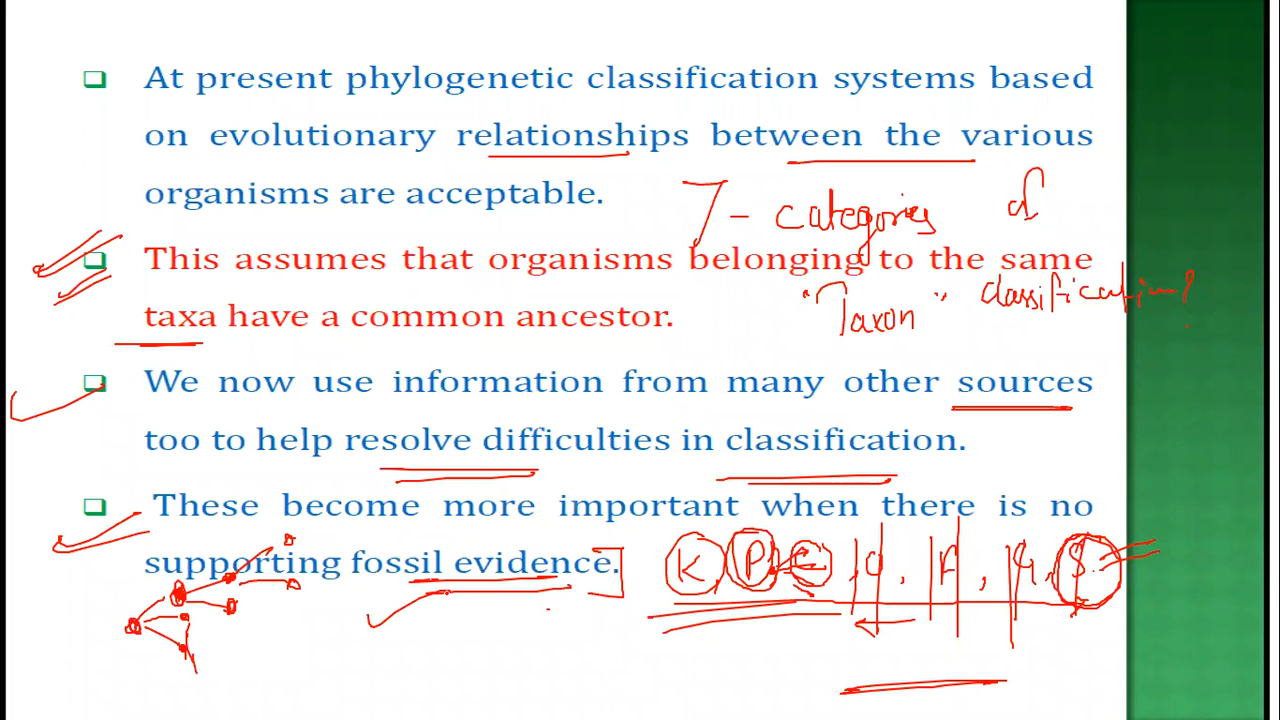 At present phylogenetic classification systems based
on evolutionary relationships between the various
organisms are acceptable.
7 - categories of
This assumes that organisms belonging to the same
"Taxon" classification?
taxa have a common ancestor.
We now use information from many other sources
too to help resolve difficulties in classification.
These become more important when there is no
supporting fossil evidence.
K P C O, F, G, S